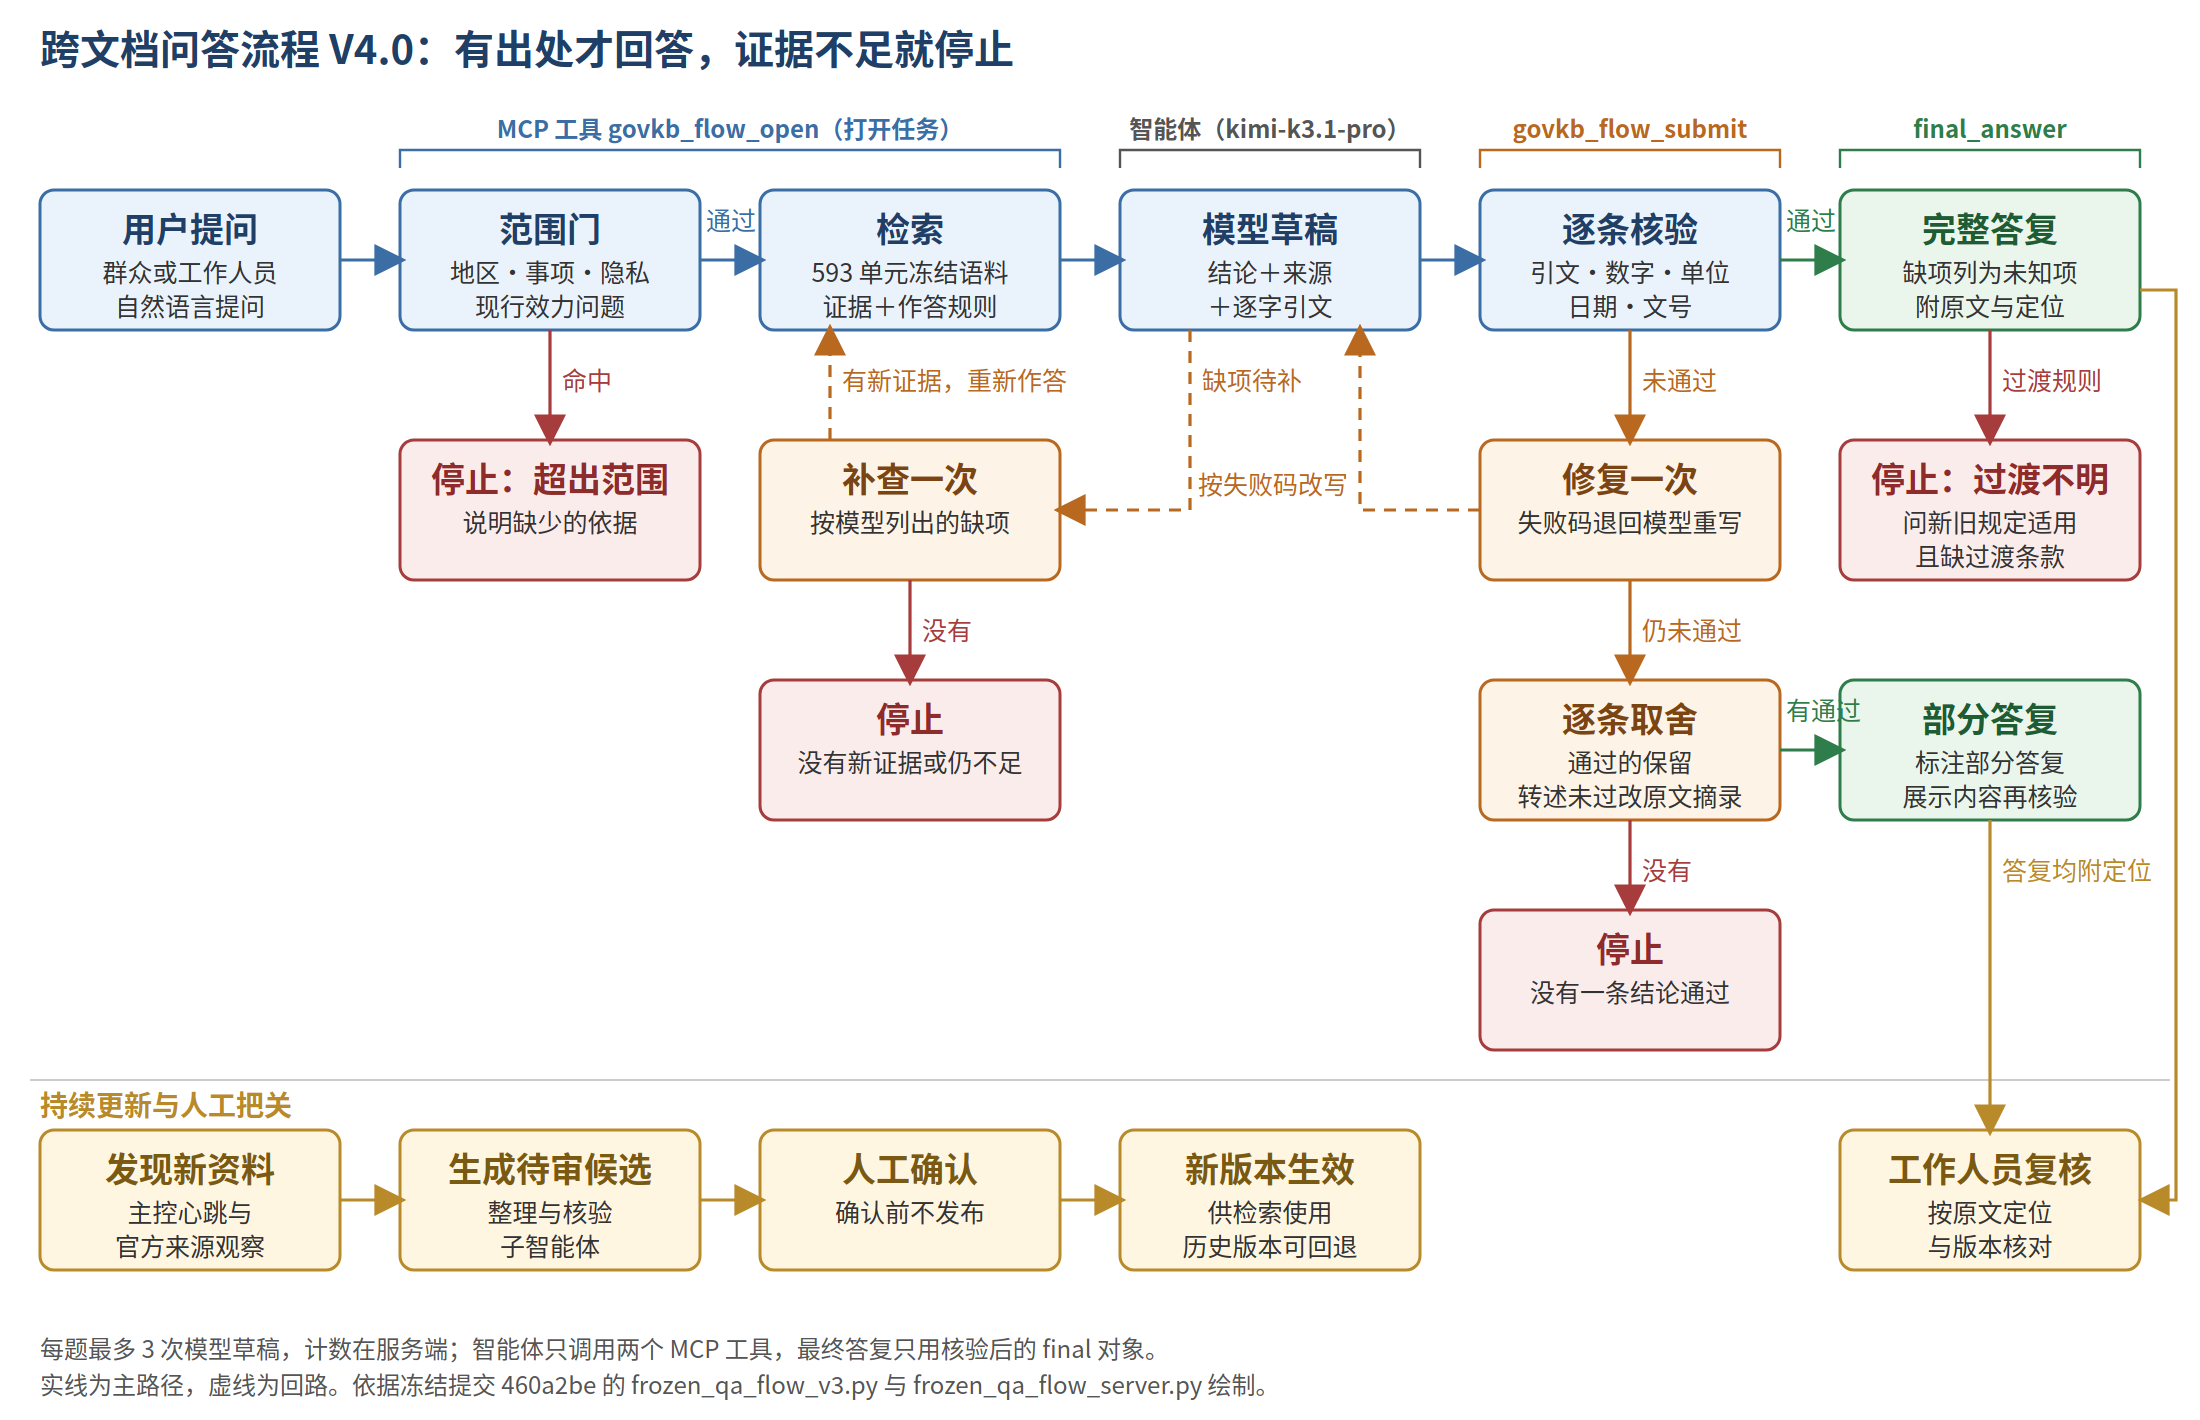 跨文档问答流程 V4.0：有出处才回答，证据不足就停止
MCP 工具 govkb_flow_open（打开任务）
智能体（kimi-k3.1-pro）
govkb_flow_submit
final_answer
用户提问
群众或工作人员
自然语言提问
范围门
地区・事项・隐私
现行效力问题
通过
检索
593 单元冻结语料
证据＋作答规则
模型草稿
结论＋来源
＋逐字引文
逐条核验
引文・数字・单位
日期・文号
通过
完整答复
缺项列为未知项
附原文与定位
命中
有新证据，重新作答
缺项待补
未通过
过渡规则
停止：超出范围
说明缺少的依据
补查一次
按模型列出的缺项
按失败码改写
修复一次
失败码退回模型重写
停止：过渡不明
问新旧规定适用
且缺过渡条款
没有
仍未通过
停止
没有新证据或仍不足
逐条取舍
通过的保留
转述未过改原文摘录
有通过
部分答复
标注部分答复
展示内容再核验
没有
答复均附定位
停止
没有一条结论通过
持续更新与人工把关
发现新资料
主控心跳与
官方来源观察
生成待审候选
整理与核验
子智能体
人工确认
确认前不发布
新版本生效
供检索使用
历史版本可回退
工作人员复核
按原文定位
与版本核对
每题最多 3 次模型草稿，计数在服务端；智能体只调用两个 MCP 工具，最终答复只用核验后的 final 对象。
实线为主路径，虚线为回路。依据冻结提交 460a2be 的 frozen_qa_flow_v3.py 与 frozen_qa_flow_server.py 绘制。